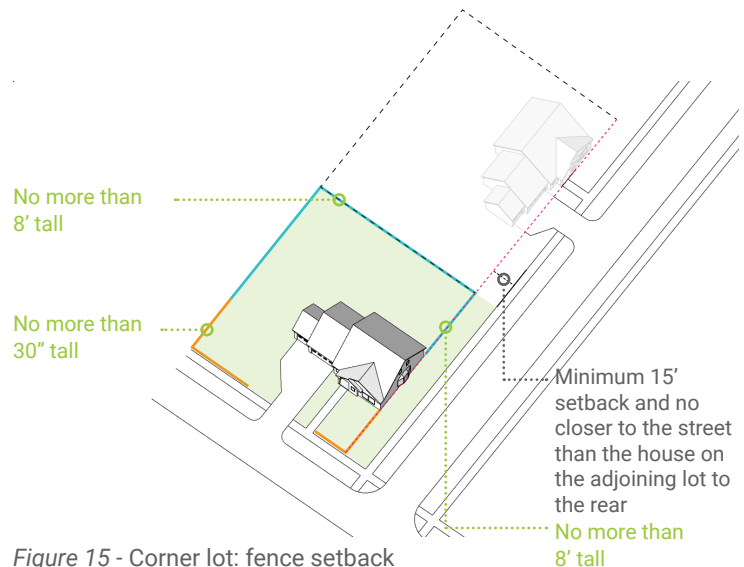 No more than
8’ tall
No more than
30” tall
Minimum 15’
setback and no
closer to the street
than the house on
the adjoining lot to
the rear
No more than
8’ tall
Figure 15 - Corner lot: fence setback